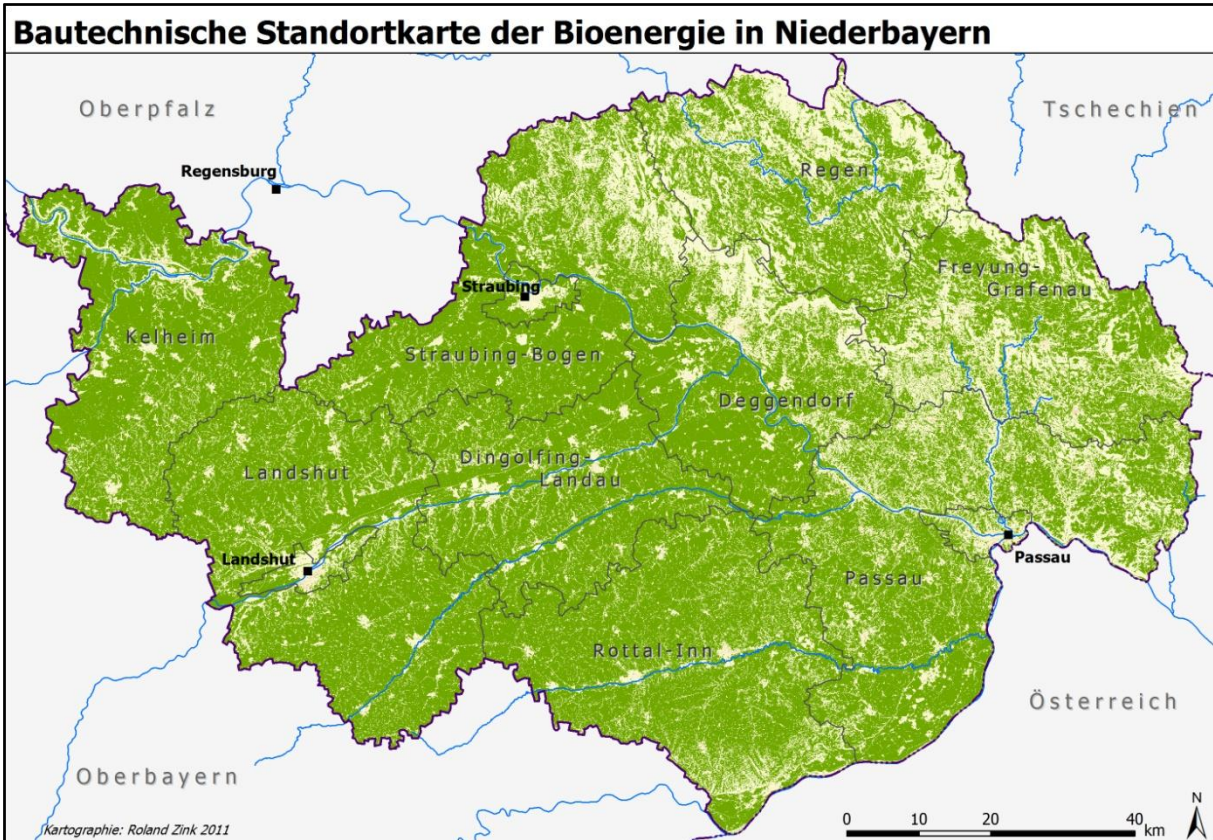 Bautechnische Standortkarte der Bioenergie in Niederbayern
Oberpfalz
Tschechien
Regensburg
Regen
Freyung-
Grafenau
Straubing
Kelheim
Straubing-Bogen
Deggendorf
Landshut
Dingolfing-
Landau
Landshut
Passau
Passau
Rottal-Inn
Österreich
Oberbayern
Kartographie: Roland Zink 2011
0 10 20 40 km
N